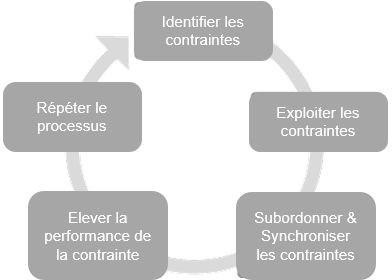 Identifier les
contraintes
Exploiter les
contraintes
Subordonner &
Synchroniser
les contraintes
Elever la
performance de
la contrainte
Répéter le
processus